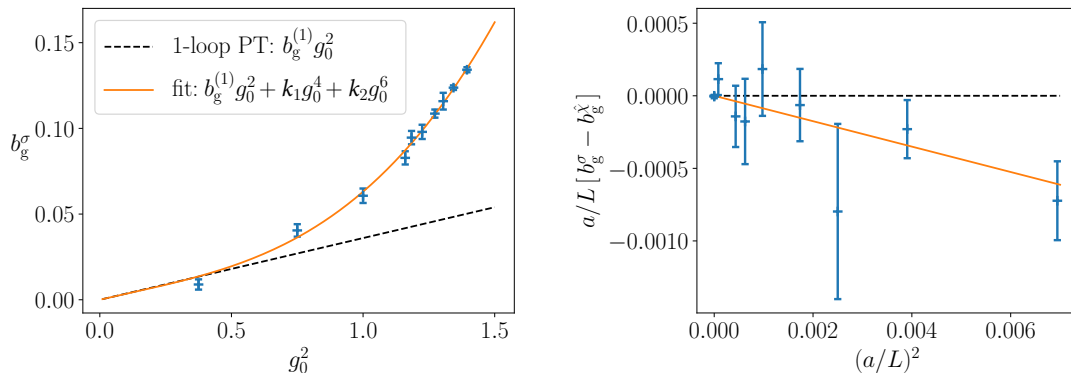 0.15
0.10
0.05
0.00
b_g^σ
1-loop PT: b_g^{(1)} g_0^2
fit: b_g^{(1)} g_0^2 + k_1 g_0^4 + k_2 g_0^6
0.0 0.5 1.0 1.5
g_0^2
0.0005
0.0000
−0.0005
−0.0010
a/L [b_g^σ − b_g^{\hat{χ}}]
0.000 0.002 0.004 0.006
(a/L)^2